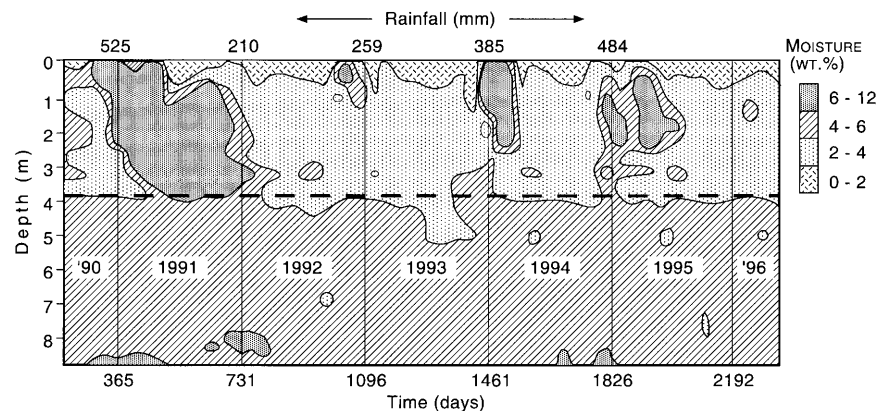 Rainfall (mm)
525 210 259 385 484
MOISTURE
(WT.%)
6 - 12
4 - 6
2 - 4
0 - 2
Depth (m)
0
1
2
3
4
5
6
7
8
'90 1991 1992 1993 1994 1995 '96
365 731 1096 1461 1826 2192
Time (days)